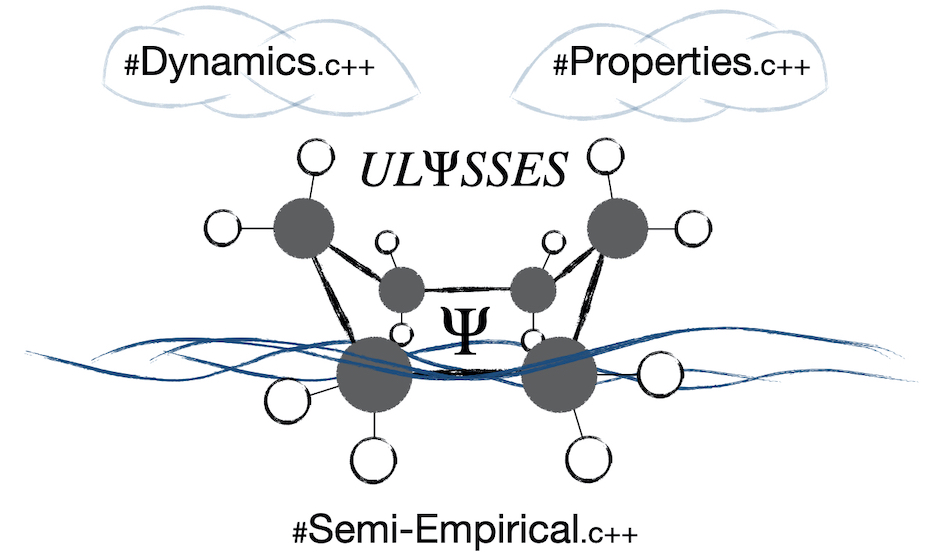 #Dynamics.c++
#Properties.c++
ULΨSSES
Ψ
#Semi-Empirical.c++